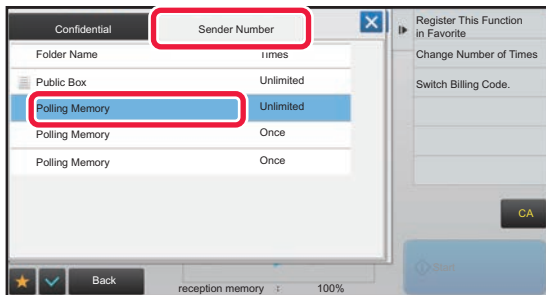 Confidential Sender Number
Folder Name Times
Public Box Unlimited
Polling Memory Unlimited
Polling Memory Once
Polling Memory Once
Back
reception memory : 100%
Register This Function
in Favorite
Change Number of Times
Switch Billing Code.
CA
Start